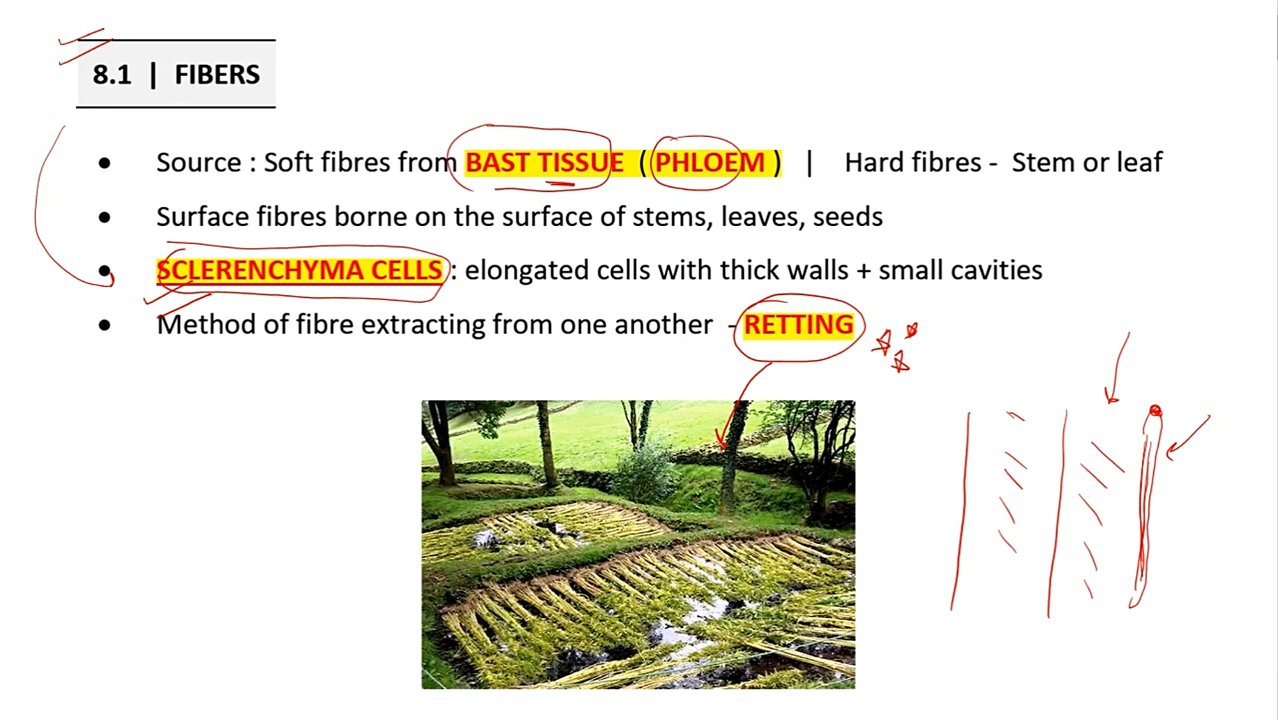 8.1 | FIBERS
• Source : Soft fibres from BAST TISSUE ( PHLOEM ) | Hard fibres - Stem or leaf
• Surface fibres borne on the surface of stems, leaves, seeds
• SCLERENCHYMA CELLS : elongated cells with thick walls + small cavities
• Method of fibre extracting from one another - RETTING